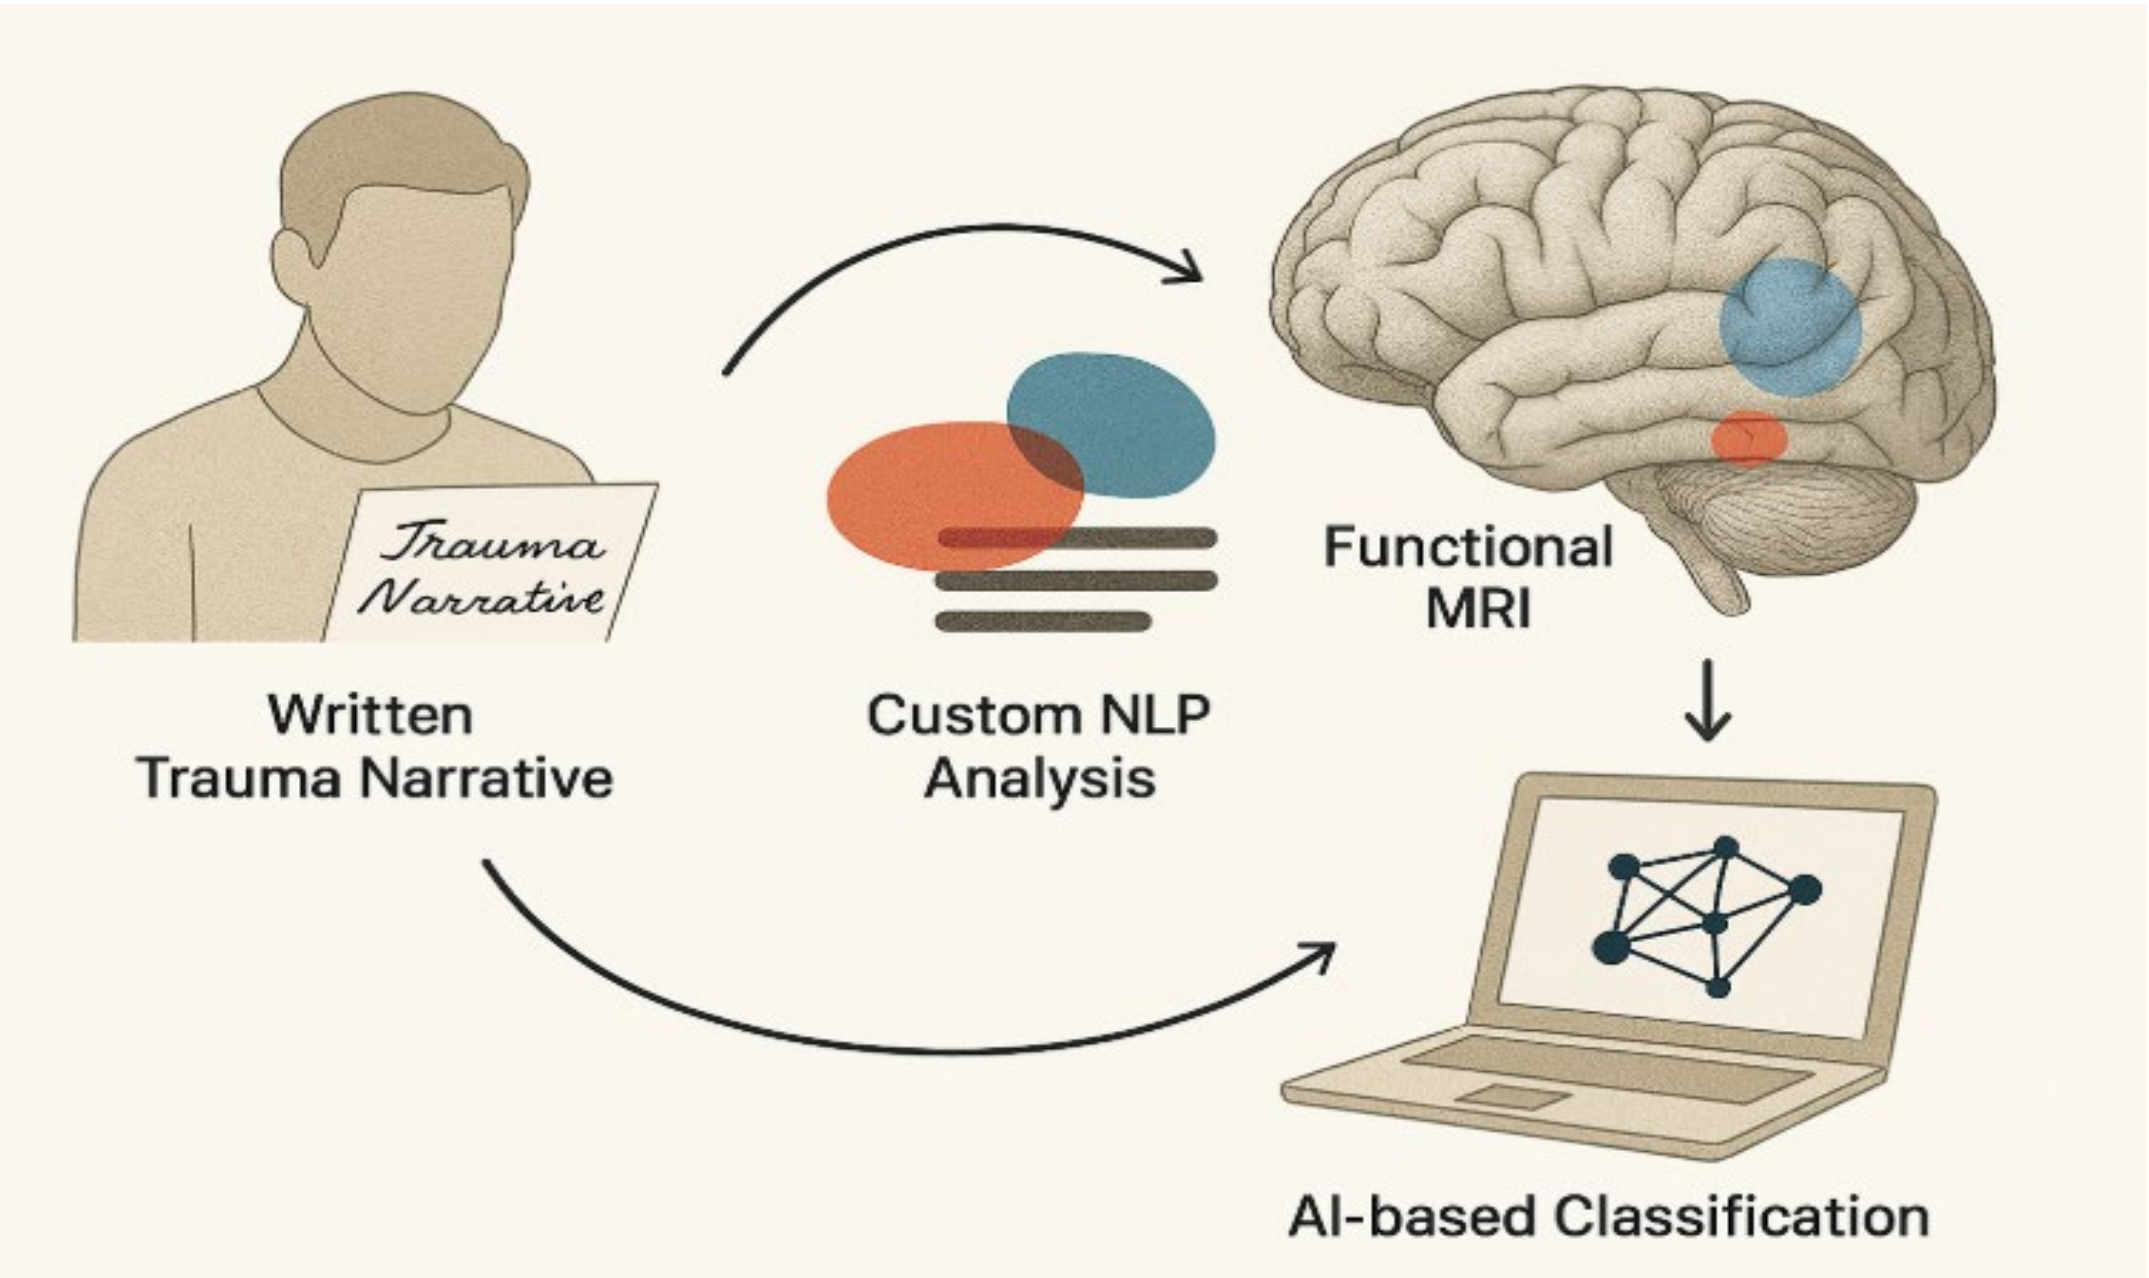 Trauma
Narrative
Written
Trauma Narrative
Custom NLP
Analysis
Functional
MRI
AI-based Classification